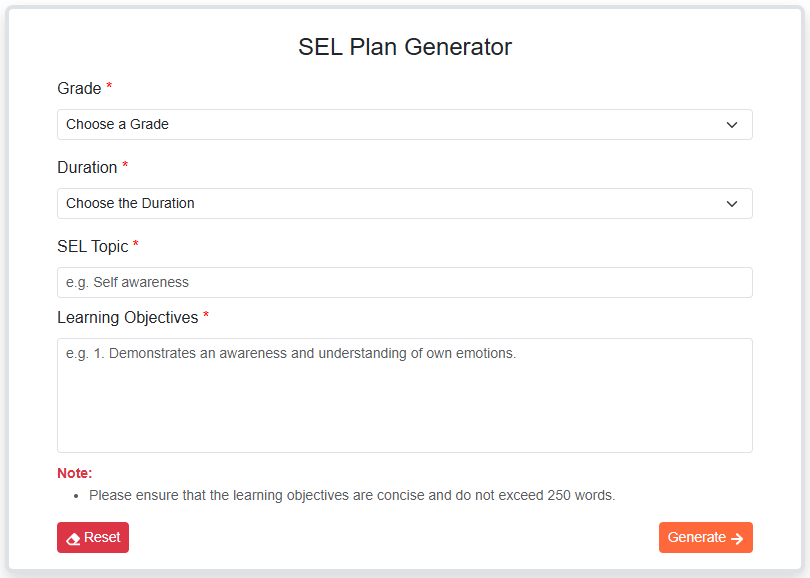 SEL Plan Generator
Grade *
Choose a Grade
Duration *
Choose the Duration
SEL Topic *
e.g. Self awareness
Learning Objectives *
e.g. 1. Demonstrates an awareness and understanding of own emotions.
Note:
• Please ensure that the learning objectives are concise and do not exceed 250 words.
Reset
Generate →